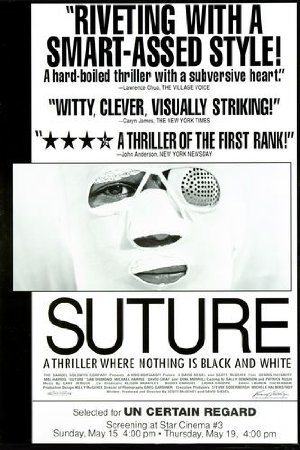 "RIVETING WITH A
SMART-ASSED STYLE!
A hard-boiled thriller with a subversive heart."
—Lawrence Chua, THE VILLAGE VOICE
"WITTY, CLEVER, VISUALLY STRIKING!"
—Caryn James, THE NEW YORK TIMES
"★★★½ A THRILLER OF THE FIRST RANK!"
—John Anderson, NEW YORK NEWSDAY
SUTURE
A THRILLER WHERE NOTHING IS BLACK AND WHITE
Selected for UN CERTAIN REGARD
Screening at Star Cinema #3
Sunday, May 15 4:00 pm • Thursday, May 19, 4:00 pm